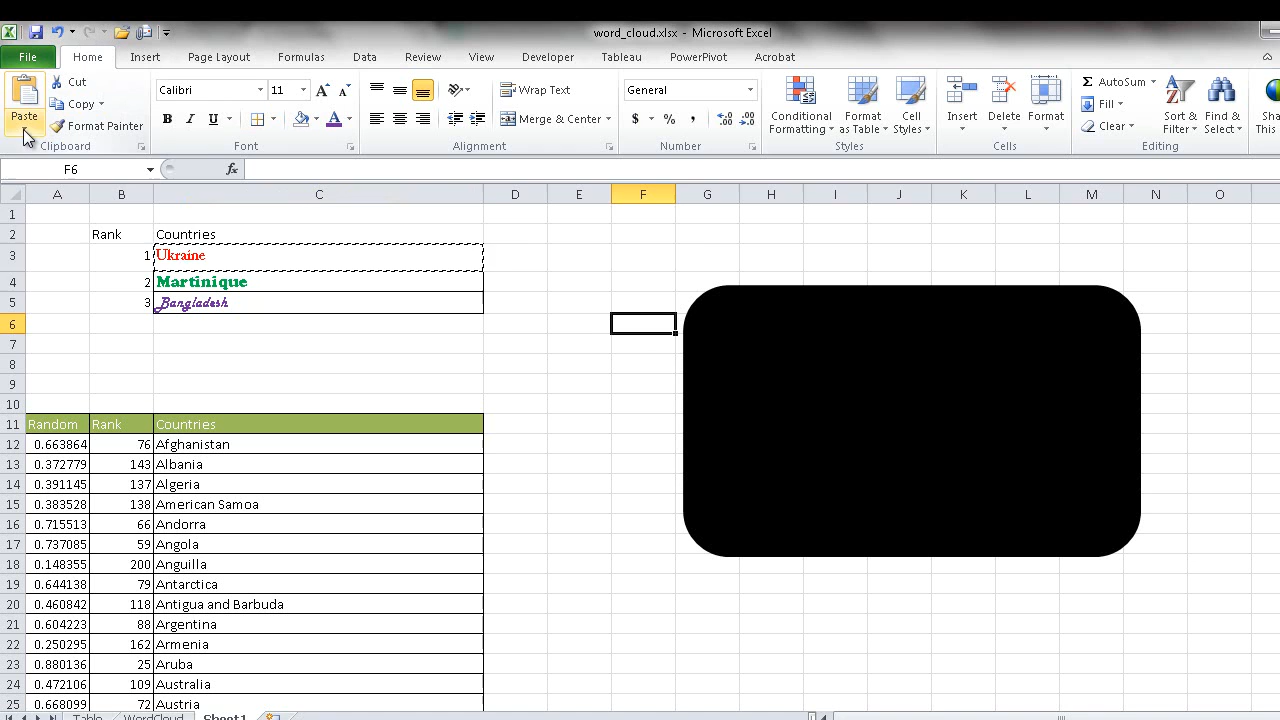 word_cloud.xlsx - Microsoft Excel
File Home Insert Page Layout Formulas Data Review View Developer Tableau PowerPivot Acrobat
Paste
Cut
Copy
Format Painter
Clipboard
Calibri 11
B I U
Font
Wrap Text
Merge & Center
Alignment
General
$ % ,
Number
Conditional Formatting
Format as Table
Cell Styles
Styles
Insert Delete Format
Cells
Σ AutoSum
Fill
Clear
Sort & Filter
Find & Select
Editing
F6 fx
A B C D E F G H I J K L M N O
1
2 Rank Countries
3 1 Ukraine
4 2 Martinique
5 3 Bangladesh
6
7
8
9
10
11 Random Rank Countries
12 0.663864 76 Afghanistan
13 0.372779 143 Albania
14 0.391145 137 Algeria
15 0.383528 138 American Samoa
16 0.715513 66 Andorra
17 0.737085 59 Angola
18 0.148355 200 Anguilla
19 0.644138 79 Antarctica
20 0.460842 118 Antigua and Barbuda
21 0.604223 88 Argentina
22 0.250295 162 Armenia
23 0.880136 25 Aruba
24 0.472106 109 Australia
25 0.668099 72 Austria
Table WordCloud Sheet1